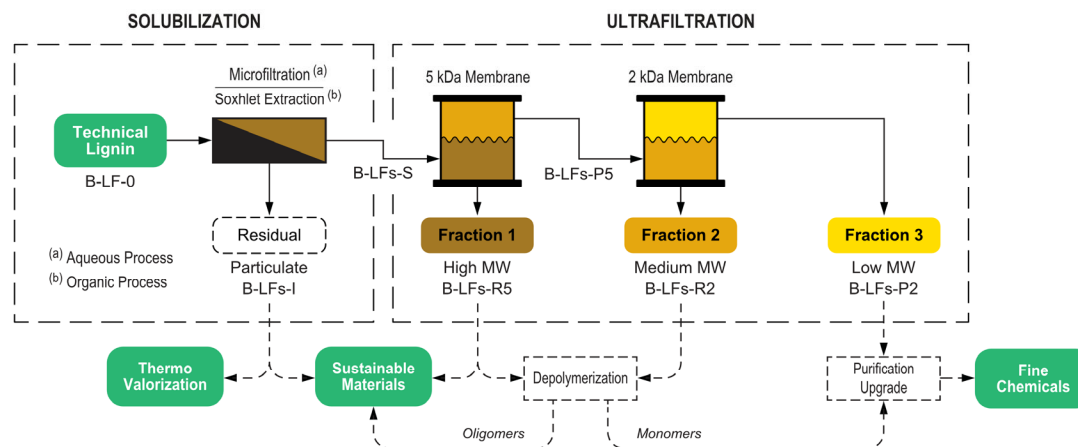 SOLUBILIZATION
ULTRAFILTRATION
Microfiltration (a)
Soxhlet Extraction (b)
5 kDa Membrane
2 kDa Membrane
Technical
Lignin
B-LF-0
B-LFs-S
B-LFs-P5
Residual
Particulate
B-LFs-I
(a) Aqueous Process
(b) Organic Process
Fraction 1
High MW
B-LFs-R5
Fraction 2
Medium MW
B-LFs-R2
Fraction 3
Low MW
B-LFs-P2
Thermo
Valorization
Sustainable
Materials
Depolymerization
Purification
Upgrade
Fine
Chemicals
Oligomers
Monomers